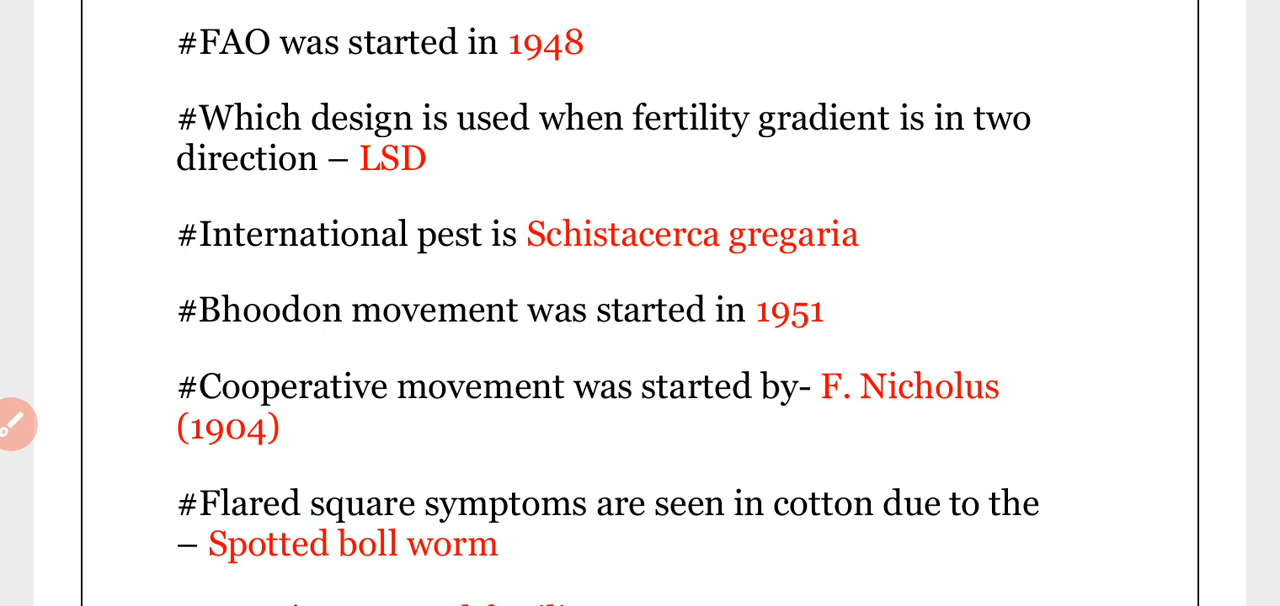 #FAO was started in 1948
#Which design is used when fertility gradient is in two
direction – LSD
#International pest is Schistacerca gregaria
#Bhoodon movement was started in 1951
#Cooperative movement was started by- F. Nicholus
(1904)
#Flared square symptoms are seen in cotton due to the
– Spotted boll worm